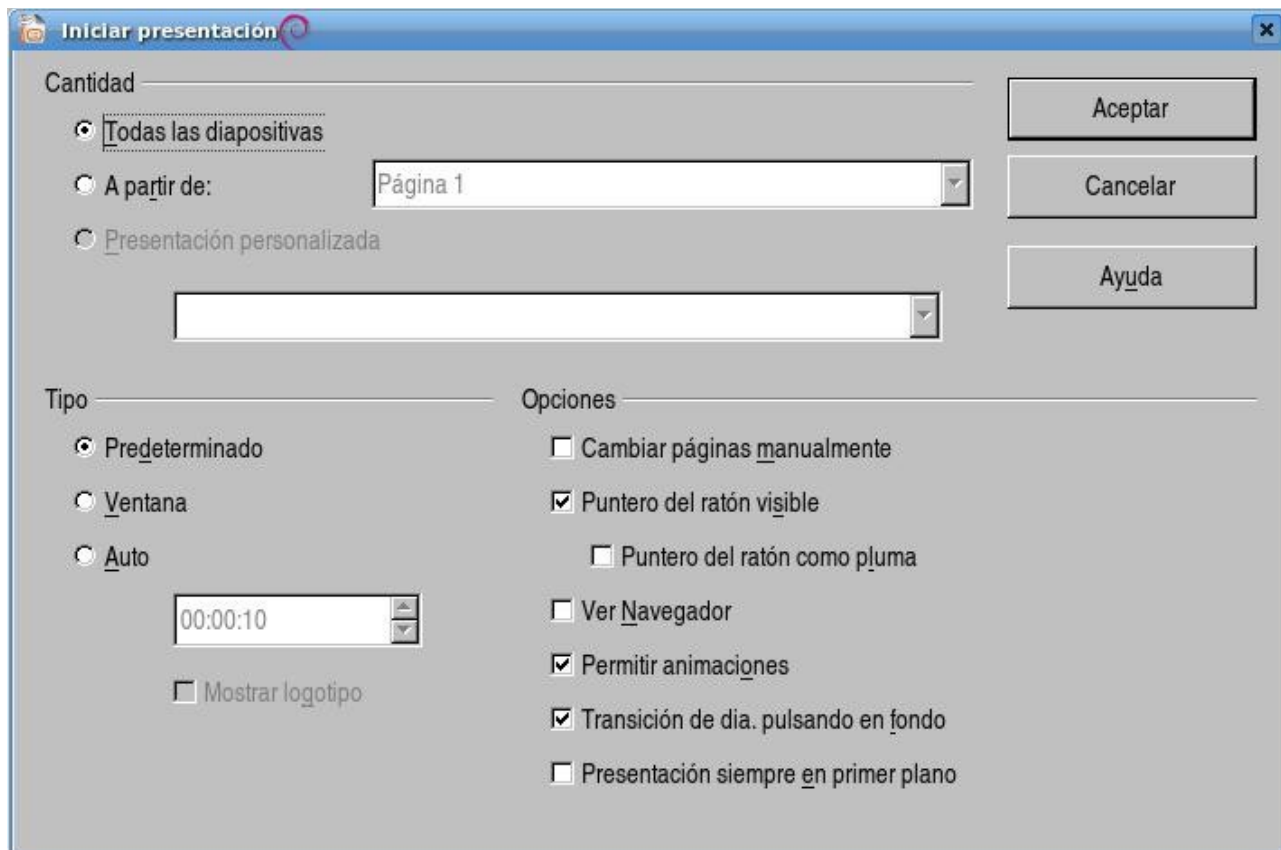 Iniciar presentación
Cantidad
Todas las diapositivas
A partir de:
Página 1
Presentación personalizada
Aceptar
Cancelar
Ayuda
Tipo
Predeterminado
Ventana
Auto
00:00:10
Mostrar logotipo
Opciones
Cambiar páginas manualmente
Puntero del ratón visible
Puntero del ratón como pluma
Ver Navegador
Permitir animaciones
Transición de dia. pulsando en fondo
Presentación siempre en primer plano